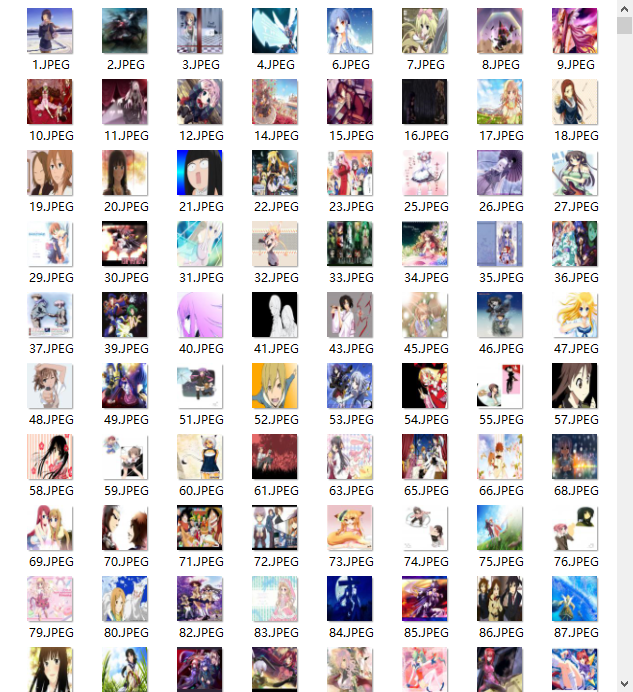 1.JPEG 2.JPEG 3.JPEG 4.JPEG 6.JPEG 7.JPEG 8.JPEG 9.JPEG
10.JPEG 11.JPEG 12.JPEG 14.JPEG 15.JPEG 16.JPEG 17.JPEG 18.JPEG
19.JPEG 20.JPEG 21.JPEG 22.JPEG 23.JPEG 25.JPEG 26.JPEG 27.JPEG
29.JPEG 30.JPEG 31.JPEG 32.JPEG 33.JPEG 34.JPEG 35.JPEG 36.JPEG
37.JPEG 39.JPEG 40.JPEG 41.JPEG 43.JPEG 45.JPEG 46.JPEG 47.JPEG
48.JPEG 49.JPEG 51.JPEG 52.JPEG 53.JPEG 54.JPEG 55.JPEG 57.JPEG
58.JPEG 59.JPEG 60.JPEG 61.JPEG 63.JPEG 65.JPEG 66.JPEG 68.JPEG
69.JPEG 70.JPEG 71.JPEG 72.JPEG 73.JPEG 74.JPEG 75.JPEG 76.JPEG
79.JPEG 80.JPEG 82.JPEG 83.JPEG 84.JPEG 85.JPEG 86.JPEG 87.JPEG